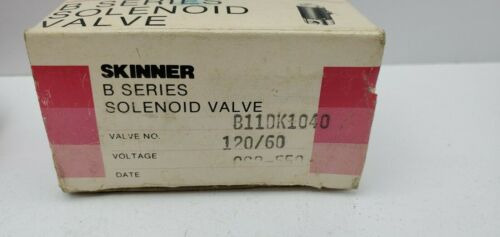 B SERIES
SOLENOID
VALVE
SKINNER
B SERIES
SOLENOID VALVE
B11DK1040
VALVE NO.
120/60
VOLTAGE
DATE